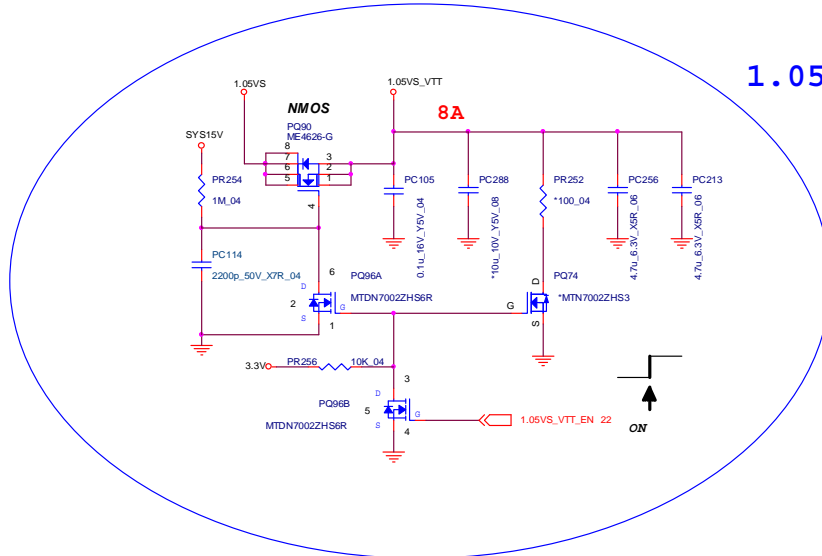 1.05
1.05VS
1.05VS_VTT
NMOS
8A
SYS15V
PQ90
ME4626-G
8
7
6
5
3
2
1
4
PR254
1M_04
PC105
0.1u_16V_Y5V_04
PC288
*10u_10V_Y5V_08
PR252
*100_04
PC256
4.7u_6.3V_X5R_06
PC213
4.7u_6.3V_X5R_06
PC114
2200p_50V_X7R_04
PQ96A
MTDN7002ZHS6R
6
D
2
G
S
1
PQ74
*MTN7002ZHS3
D
G
S
3.3V
PR256
10K_04
3
PQ96B
MTDN7002ZHS6R
D
5
G
S
4
1.05VS_VTT_EN 22
ON